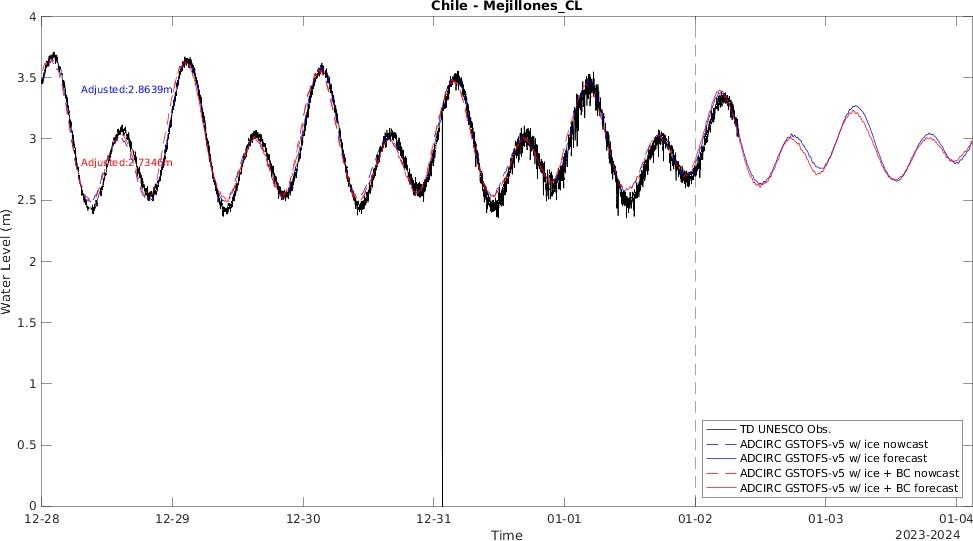 Chile - Mejillones_CL
4
3.5
Adjusted:2.8639m
3
Adjusted:2.7346m
2.5
Water Level (m)
2
1.5
1
0.5
0
TD UNESCO Obs.
ADCIRC GSTOFS-v5 w/ ice nowcast
ADCIRC GSTOFS-v5 w/ ice forecast
ADCIRC GSTOFS-v5 w/ ice + BC nowcast
ADCIRC GSTOFS-v5 w/ ice + BC forecast
12-28 12-29 12-30 12-31 01-01 01-02 01-03 01-04
Time
2023-2024